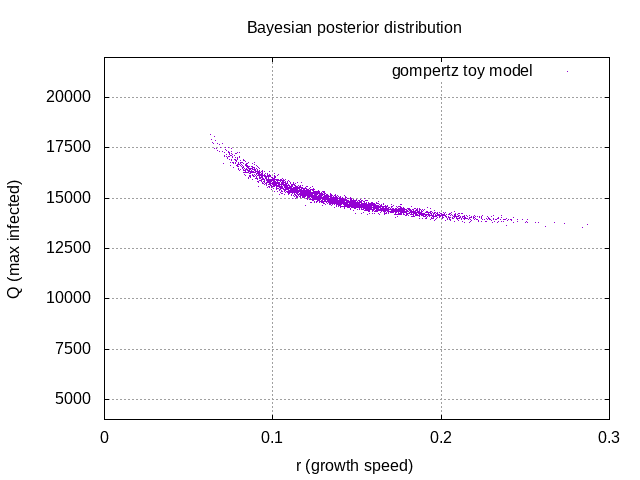 Bayesian posterior distribution
gompertz toy model
20000
17500
15000
12500
10000
7500
5000
Q (max infected)
0 0.1 0.2 0.3
r (growth speed)